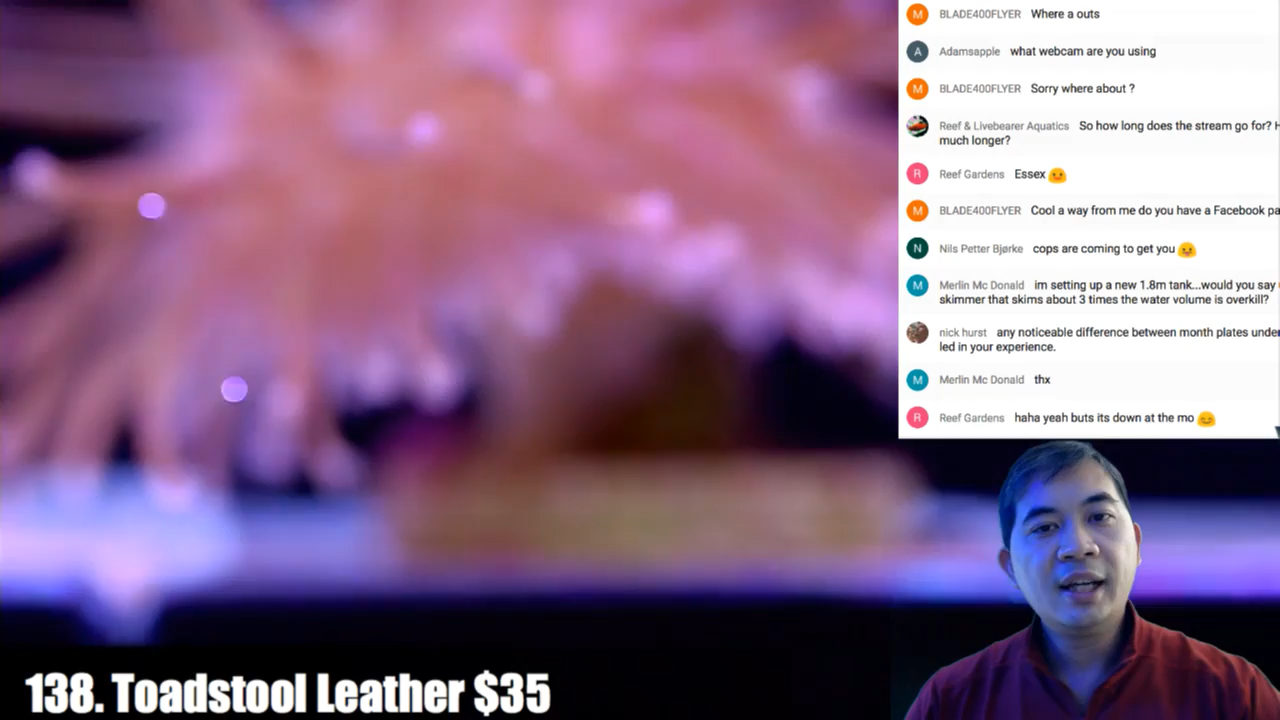 M BLADE400FLYER Where a outs
A Adamsapple what webcam are you using
M BLADE400FLYER Sorry where about ?
Reef & Livebearer Aquatics So how long does the stream go for?
much longer?
R Reef Gardens Essex
M BLADE400FLYER Cool a way from me do you have a Facebook
N Nils Petter Bjørke cops are coming to get you
M Merlin Mc Donald im setting up a new 1.8m tank...would you say
skimmer that skims about 3 times the water volume is overkill?
nick hurst any noticeable difference between month plates under
led in your experience.
M Merlin Mc Donald thx
R Reef Gardens haha yeah buts its down at the mo
138. Toadstool Leather $35